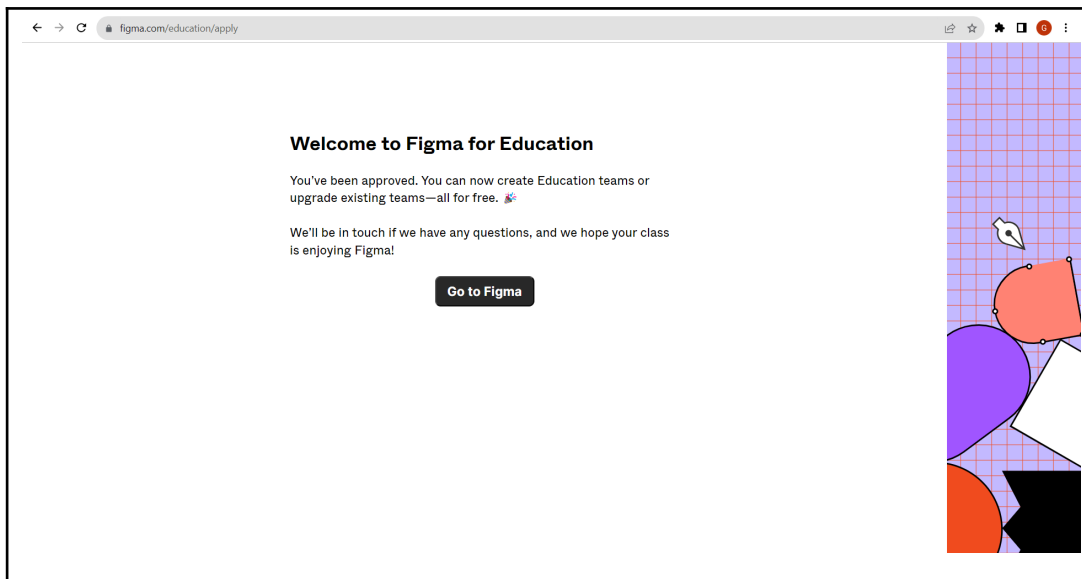 figma.com/education/apply
G
Welcome to Figma for Education
You've been approved. You can now create Education teams or
upgrade existing teams—all for free. 🎉
We'll be in touch if we have any questions, and we hope your class
is enjoying Figma!
Go to Figma